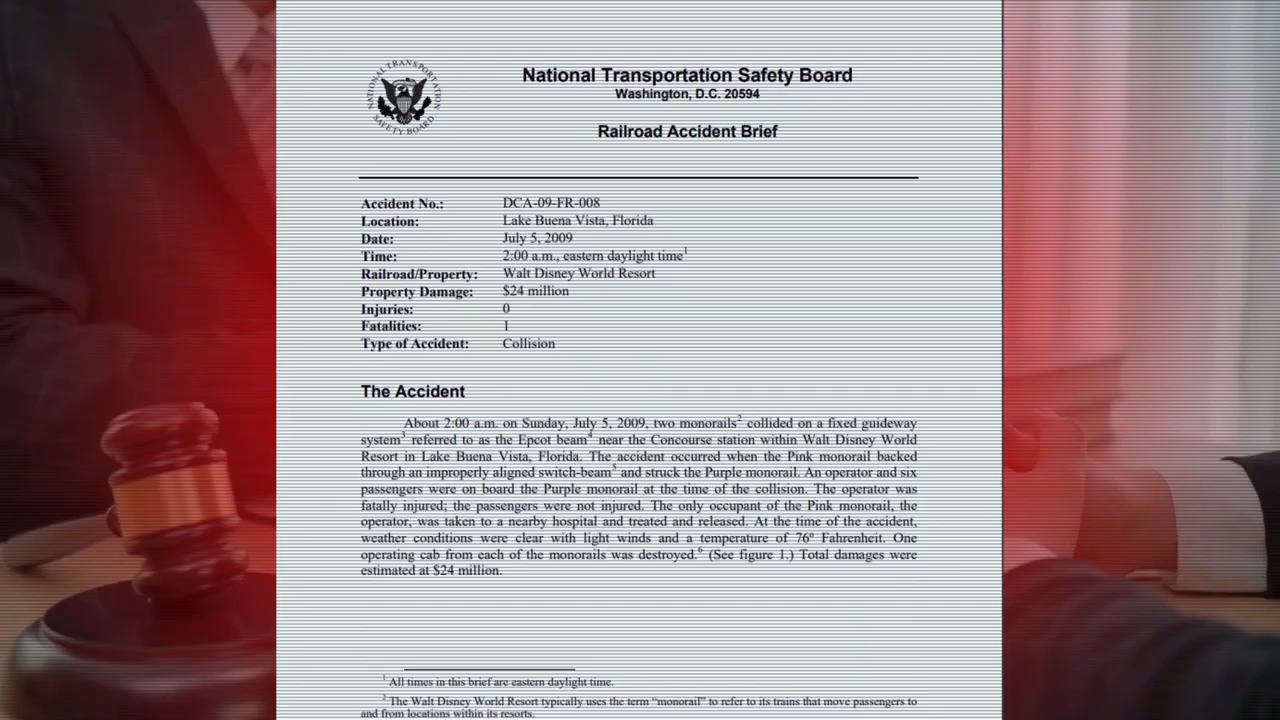 NATIONAL TRANSPORTATION
SAFETY BOARD
National Transportation Safety Board
Washington, D.C. 20594
Railroad Accident Brief
Accident No.: DCA-09-FR-008
Location: Lake Buena Vista, Florida
Date: July 5, 2009
Time: 2:00 a.m., eastern daylight time1
Railroad/Property: Walt Disney World Resort
Property Damage: $24 million
Injuries: 0
Fatalities: 1
Type of Accident: Collision
The Accident
About 2:00 a.m. on Sunday, July 5, 2009, two monorails2 collided on a fixed guideway
system3 referred to as the Epcot beam4 near the Concourse station within Walt Disney World
Resort in Lake Buena Vista, Florida. The accident occurred when the Pink monorail backed
through an improperly aligned switch-beam5 and struck the Purple monorail. An operator and six
passengers were on board the Purple monorail at the time of the collision. The operator was
fatally injured; the passengers were not injured. The only occupant of the Pink monorail, the
operator, was taken to a nearby hospital and treated and released. At the time of the accident,
weather conditions were clear with light winds and a temperature of 76° Fahrenheit. One
operating cab from each of the monorails was destroyed.6 (See figure 1.) Total damages were
estimated at $24 million.
1 All times in this brief are eastern daylight time.
2 The Walt Disney World Resort typically uses the term “monorail” to refer to its trains that move passengers to
and from locations within its resorts.